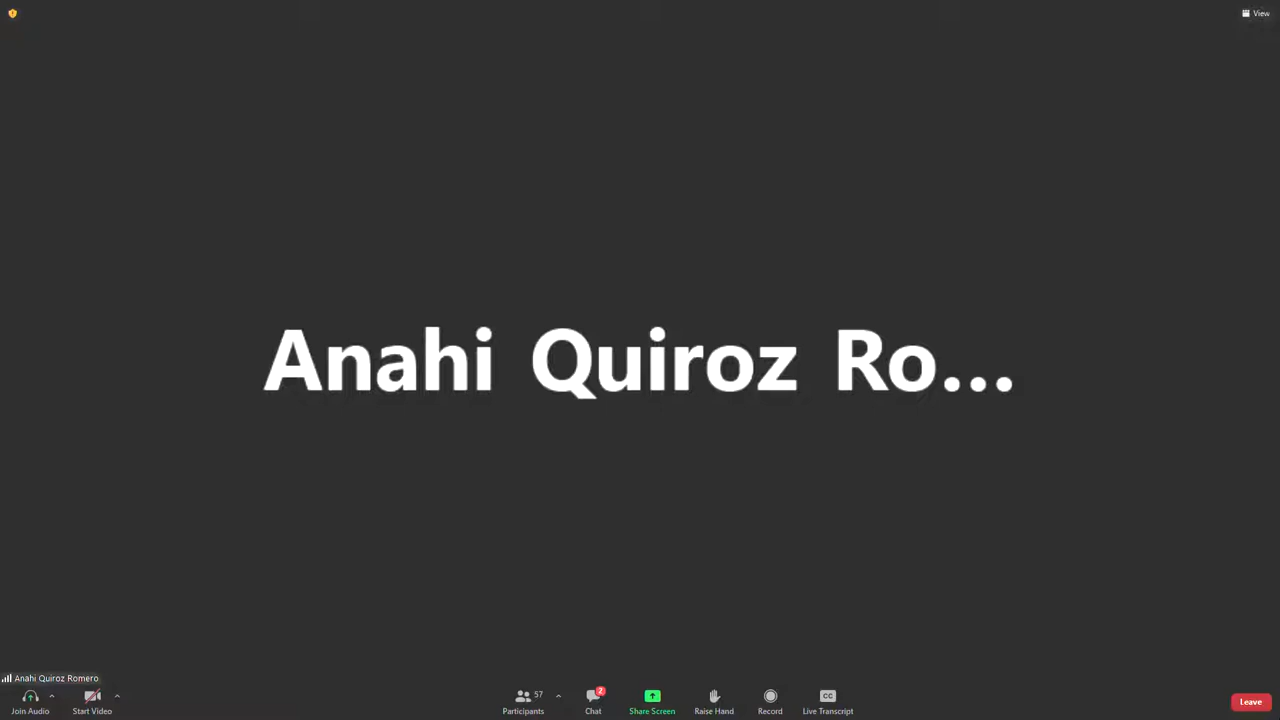 View
Anahi Quiroz Ro...
Anahi Quiroz Romero
Join Audio
Start Video
57
Participants
2
Chat
Share Screen
Raise Hand
Record
CC
Live Transcript
Leave